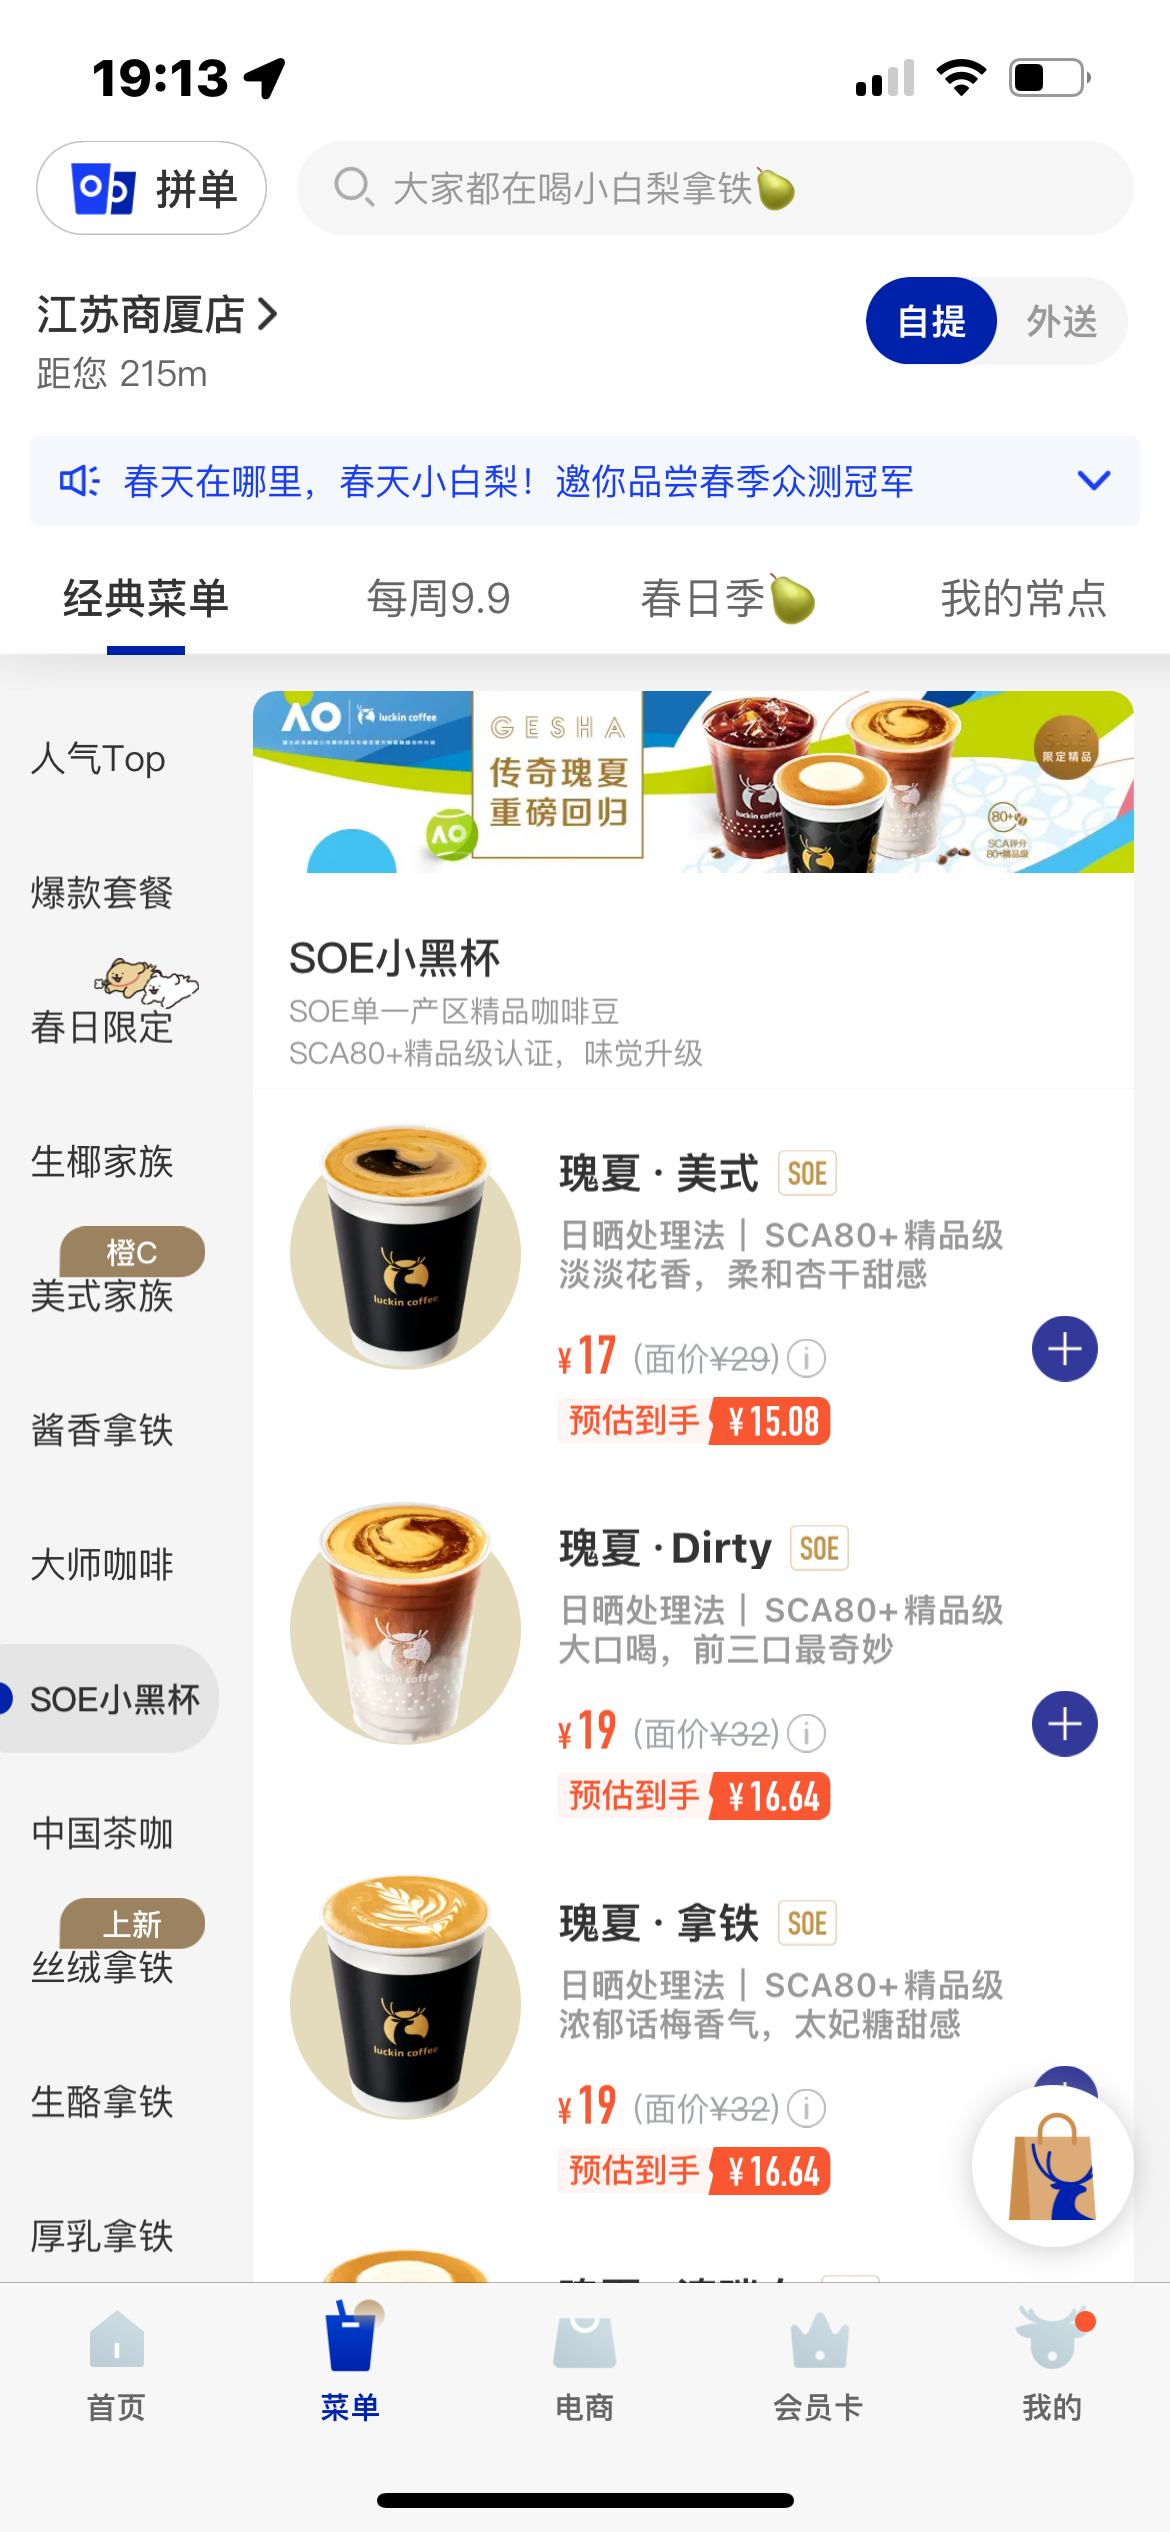 19:13
拼单
大家都在喝小白梨拿铁🍐
江苏商厦店
距您 215m
自提
外送
春天在哪里，春天小白梨！邀你品尝春季众测冠军
经典菜单
每周9.9
春日季🍐
我的常点
人气Top
爆款套餐
春日限定
生椰家族
橙C
美式家族
酱香拿铁
大师咖啡
SOE小黑杯
中国茶咖
上新
丝绒拿铁
生酪拿铁
厚乳拿铁
AO
luckin coffee
GESHA
传奇瑰夏
重磅回归
AO
luckin coffee
SOE
限定精品
80+
SCA评分
80+精品级
SOE小黑杯
SOE单一产区精品咖啡豆
SCA80+精品级认证，味觉升级
luckin coffee
瑰夏 · 美式 SOE
日晒处理法｜SCA80+精品级
淡淡花香，柔和杏干甜感
¥17 (面价¥29)
预估到手 ¥15.08
luckin coffee
瑰夏 · Dirty SOE
日晒处理法｜SCA80+精品级
大口喝，前三口最奇妙
¥19 (面价¥32)
预估到手 ¥16.64
luckin coffee
瑰夏 · 拿铁 SOE
日晒处理法｜SCA80+精品级
浓郁话梅香气，太妃糖甜感
¥19 (面价¥32)
预估到手 ¥16.64
首页
菜单
电商
会员卡
我的